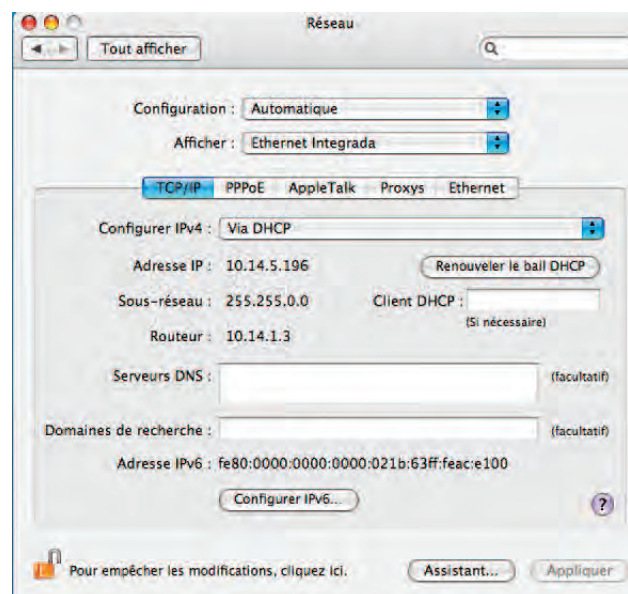 Réseau
Tout afficher
Configuration : Automatique
Afficher : Ethernet Integrada
TCP/IP PPPoE AppleTalk Proxys Ethernet
Configurer IPv4 : Via DHCP
Adresse IP : 10.14.5.196 Renouveler le bail DHCP
Sous-réseau : 255.255.0.0 Client DHCP :
(Si nécessaire)
Routeur : 10.14.1.3
Serveurs DNS : (facultatif)
Domaines de recherche : (facultatif)
Adresse IPv6 : fe80:0000:0000:0000:021b:63ff:feac:e100
Configurer IPv6...
?
Pour empêcher les modifications, cliquez ici. Assistant... Appliquer